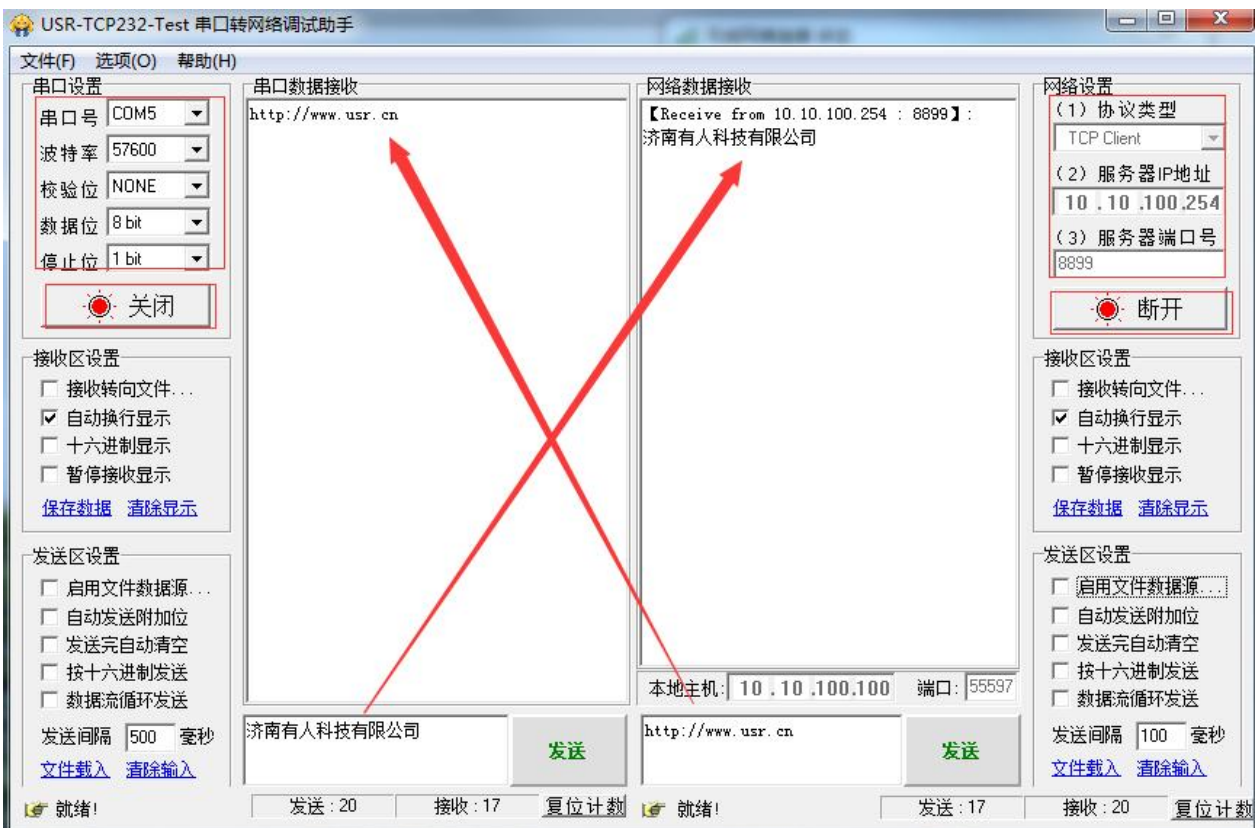 USR-TCP232-Test 串口转网络调试助手
文件(F) 选项(O) 帮助(H)
串口设置
串口号 COM5
波特率 57600
校验位 NONE
数据位 8 bit
停止位 1 bit
关闭
接收区设置
接收转向文件...
自动换行显示
十六进制显示
暂停接收显示
保存数据 清除显示
发送区设置
启用文件数据源...
自动发送附加位
发送完自动清空
按十六进制发送
数据流循环发送
发送间隔 500 毫秒
文件载入 清除输入
就绪!
串口数据接收
http://www.usr.cn
济南有人科技有限公司
发送
发送:20 接收:17 复位计数
网络数据接收
【Receive from 10.10.100.254 : 8899】:
济南有人科技有限公司
本地主机: 10 .10 .100.100 端口: 55597
http://www.usr.cn
发送
就绪!
发送:17 接收:20 复位计数
网络设置
(1) 协议类型
TCP Client
(2) 服务器IP地址
10 .10 .100.254
(3) 服务器端口号
8899
断开
接收区设置
接收转向文件...
自动换行显示
十六进制显示
暂停接收显示
保存数据 清除显示
发送区设置
启用文件数据源...
自动发送附加位
发送完自动清空
按十六进制发送
数据流循环发送
发送间隔 100 毫秒
文件载入 清除输入